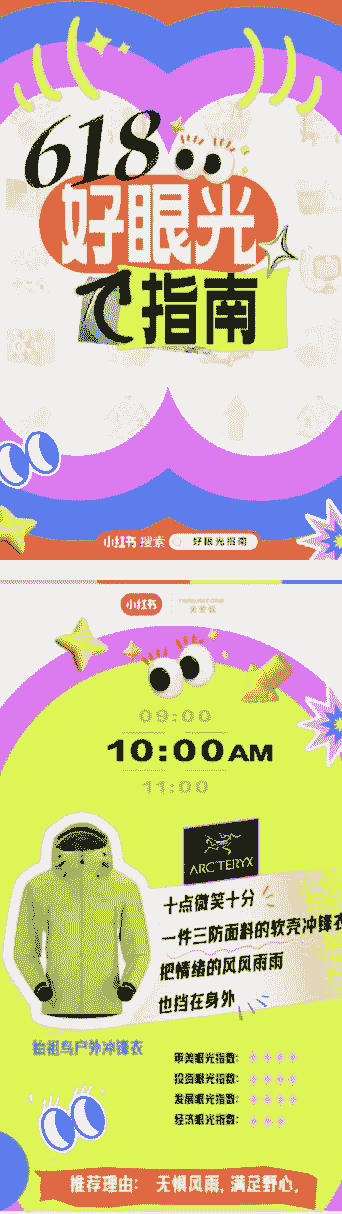 618
好眼光
指南
小红书 搜索 好眼光指南
小红书
09:00
10:00AM
11:00
ARC'TERYX
十点微笑十分
一件三防面料的软壳冲锋衣
把情绪的风风雨雨
也挡在身外
始祖鸟户外冲锋衣
审美眼光指数:
投资眼光指数:
发展眼光指数:
经济眼光指数:
推荐理由: 无惧风雨, 满足野心。